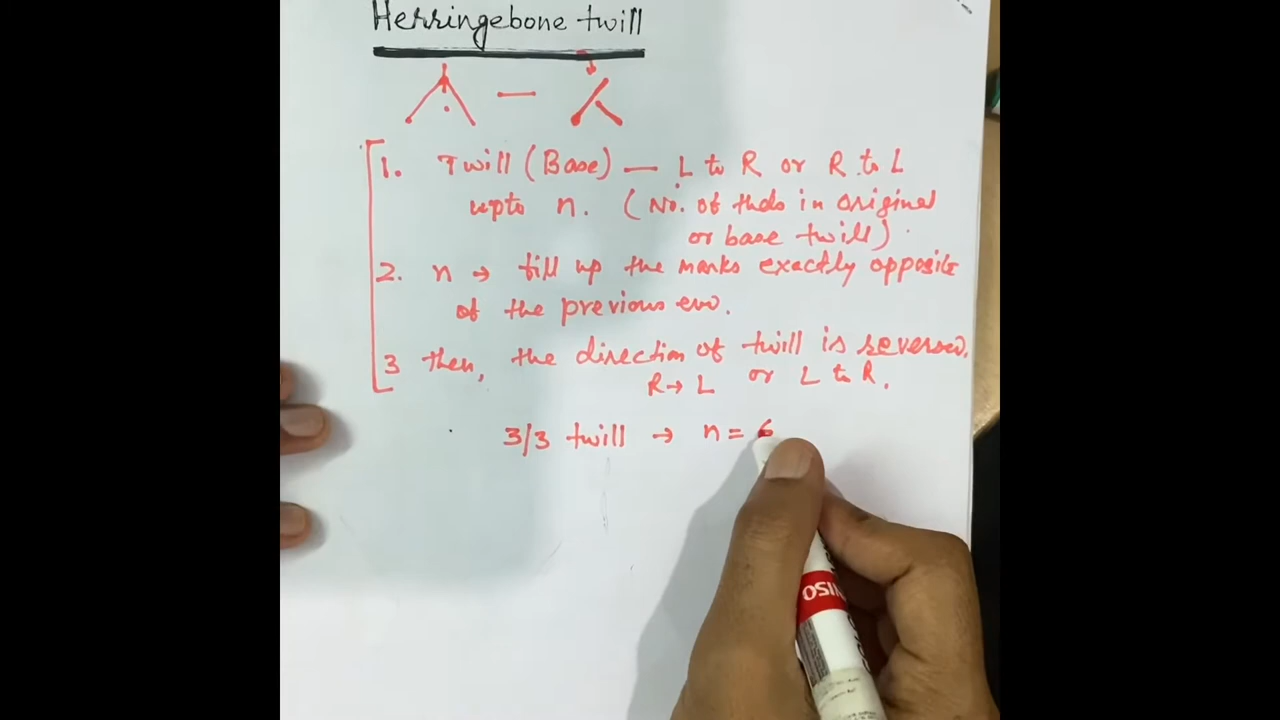 Herringebone twill
1. Twill (Base) — L to R or R to L
upto n. (No. of thds in original
or base twill).
2. n → fill up the marks exactly opposite
of the previous
3 then, the direction of twill is reversed.
R → L or L to R.
3/3 twill → n = 6